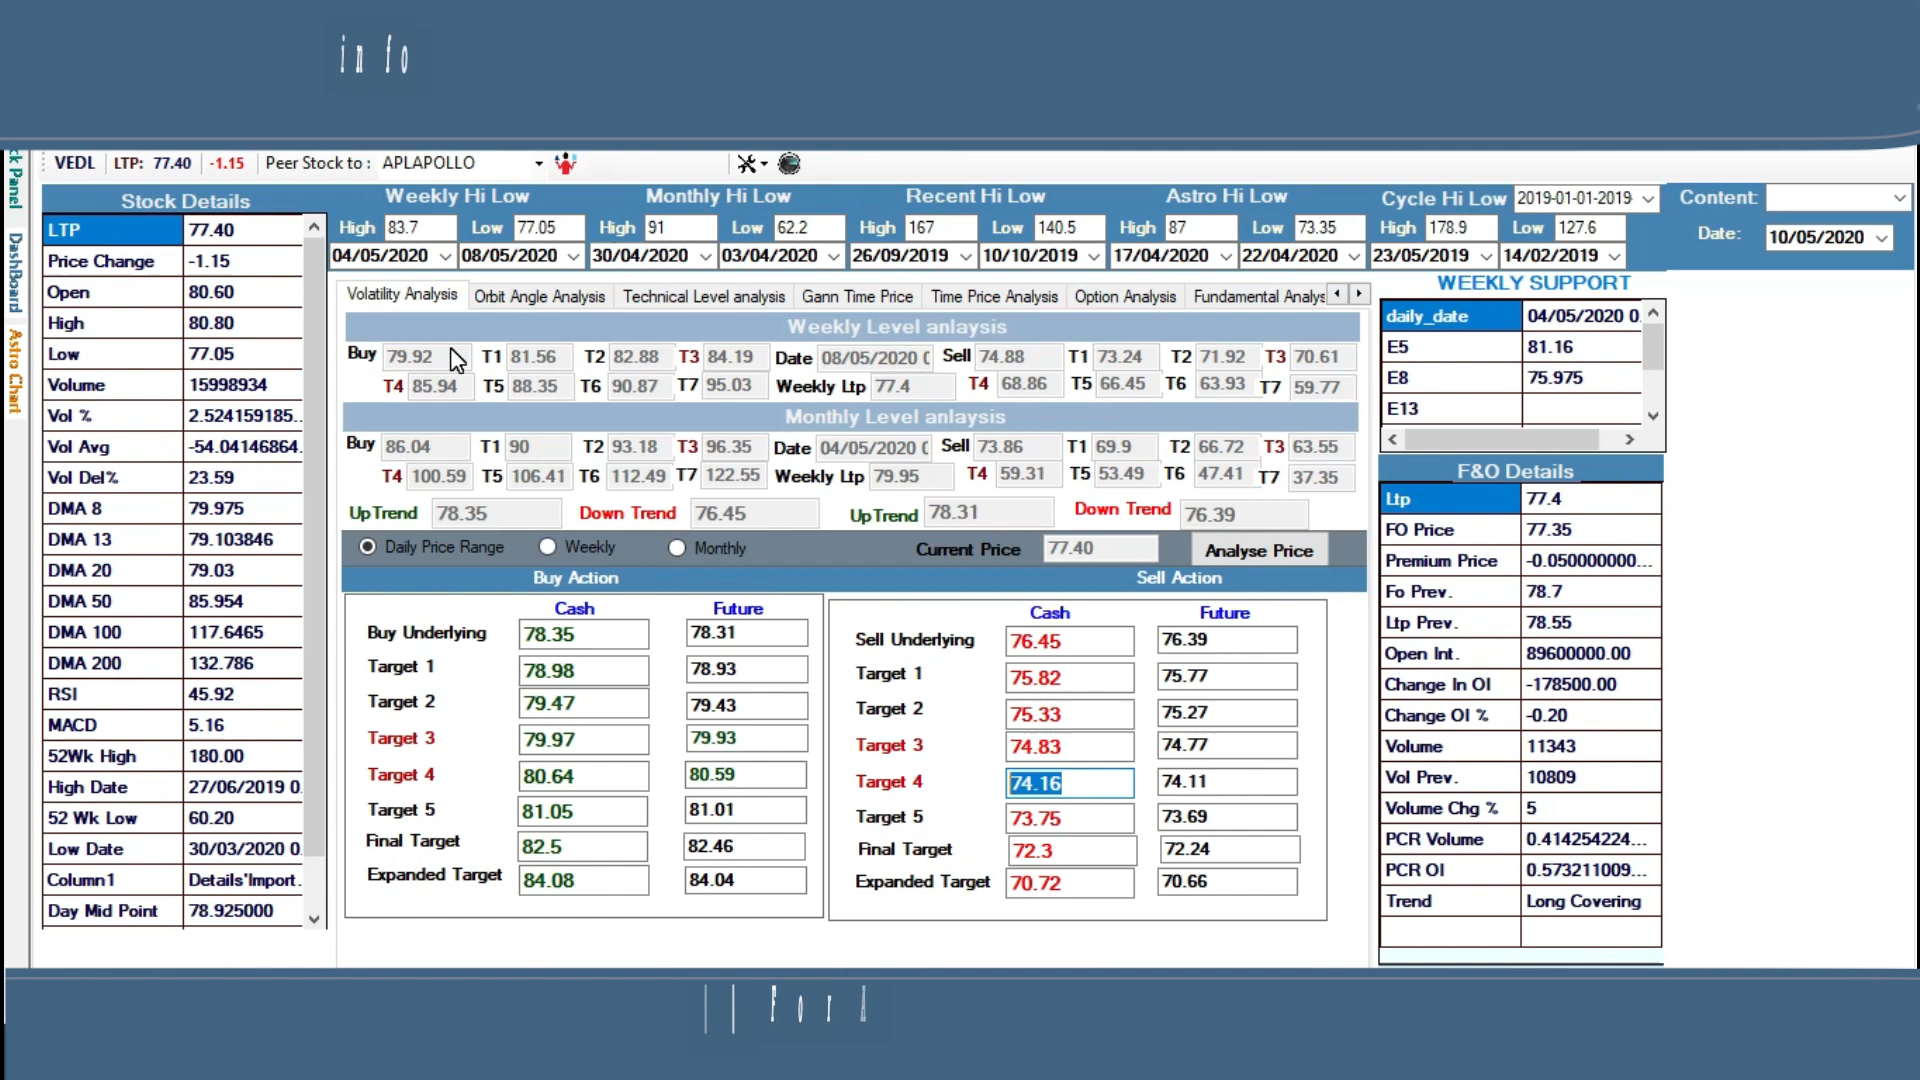 info
VEDL LTP: 77.40 -1.15 Peer Stock to : APLAPOLLO
ck Panel
DashBoard
Astro Chart
Stock Details
LTP 77.40
Price Change -1.15
Open 80.60
High 80.80
Low 77.05
Volume 15998934
Vol % 2.524159185...
Vol Avg -54.04146864...
Vol Del% 23.59
DMA 8 79.975
DMA 13 79.103846
DMA 20 79.03
DMA 50 85.954
DMA 100 117.6465
DMA 200 132.786
RSI 45.92
MACD 5.16
52Wk High 180.00
High Date 27/06/2019 0...
52 Wk Low 60.20
Low Date 30/03/2020 0...
Column1 Details'Import...
Day Mid Point 78.925000
Weekly Hi Low Monthly Hi Low Recent Hi Low Astro Hi Low Cycle Hi Low 2019-01-01-2019-
High 83.7 Low 77.05 High 91 Low 62.2 High 167 Low 140.5 High 87 Low 73.35 High 178.9 Low 127.6
04/05/2020 08/05/2020 30/04/2020 03/04/2020 26/09/2019 10/10/2019 17/04/2020 22/04/2020 23/05/2019 14/02/2019
Content:
Date: 10/05/2020
Volatility Analysis Orbit Angle Analysis Technical Level analysis Gann Time Price Time Price Analysis Option Analysis Fundamental Analys
Weekly Level anlaysis
Buy 79.92 T1 81.56 T2 82.88 T3 84.19 Date 08/05/2020 0 Sell 74.88 T1 73.24 T2 71.92 T3 70.61
T4 85.94 T5 88.35 T6 90.87 T7 95.03 Weekly Ltp 77.4 T4 68.86 T5 66.45 T6 63.93 T7 59.77
Monthly Level anlaysis
Buy 86.04 T1 90 T2 93.18 T3 96.35 Date 04/05/2020 0 Sell 73.86 T1 69.9 T2 66.72 T3 63.55
T4 100.59 T5 106.41 T6 112.49 T7 122.55 Weekly Ltp 79.95 T4 59.31 T5 53.49 T6 47.41 T7 37.35
UpTrend 78.35 Down Trend 76.45 UpTrend 78.31 Down Trend 76.39
Daily Price Range Weekly Monthly Current Price 77.40 Analyse Price
Buy Action Sell Action
Cash Future
Buy Underlying 78.35 78.31
Target 1 78.98 78.93
Target 2 79.47 79.43
Target 3 79.97 79.93
Target 4 80.64 80.59
Target 5 81.05 81.01
Final Target 82.5 82.46
Expanded Target 84.08 84.04
Cash Future
Sell Underlying 76.45 76.39
Target 1 75.82 75.77
Target 2 75.33 75.27
Target 3 74.83 74.77
Target 4 74.16 74.11
Target 5 73.75 73.69
Final Target 72.3 72.24
Expanded Target 70.72 70.66
WEEKLY SUPPORT
daily_date 04/05/2020 0...
E5 81.16
E8 75.975
E13
F&O Details
Ltp 77.4
FO Price 77.35
Premium Price -0.050000000...
Fo Prev. 78.7
Ltp Prev. 78.55
Open Int. 89600000.00
Change In OI -178500.00
Change OI % -0.20
Volume 11343
Vol Prev. 10809
Volume Chg % 5
PCR Volume 0.414254224...
PCR OI 0.573211009...
Trend Long Covering
|| For A